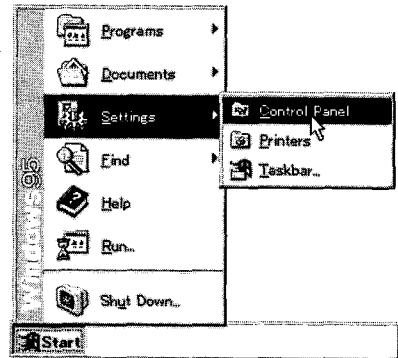 Programs
Documents
Settings
Control Panel
Printers
Taskbar...
Find
Help
Run...
Shut Down...
Start
Windows 95